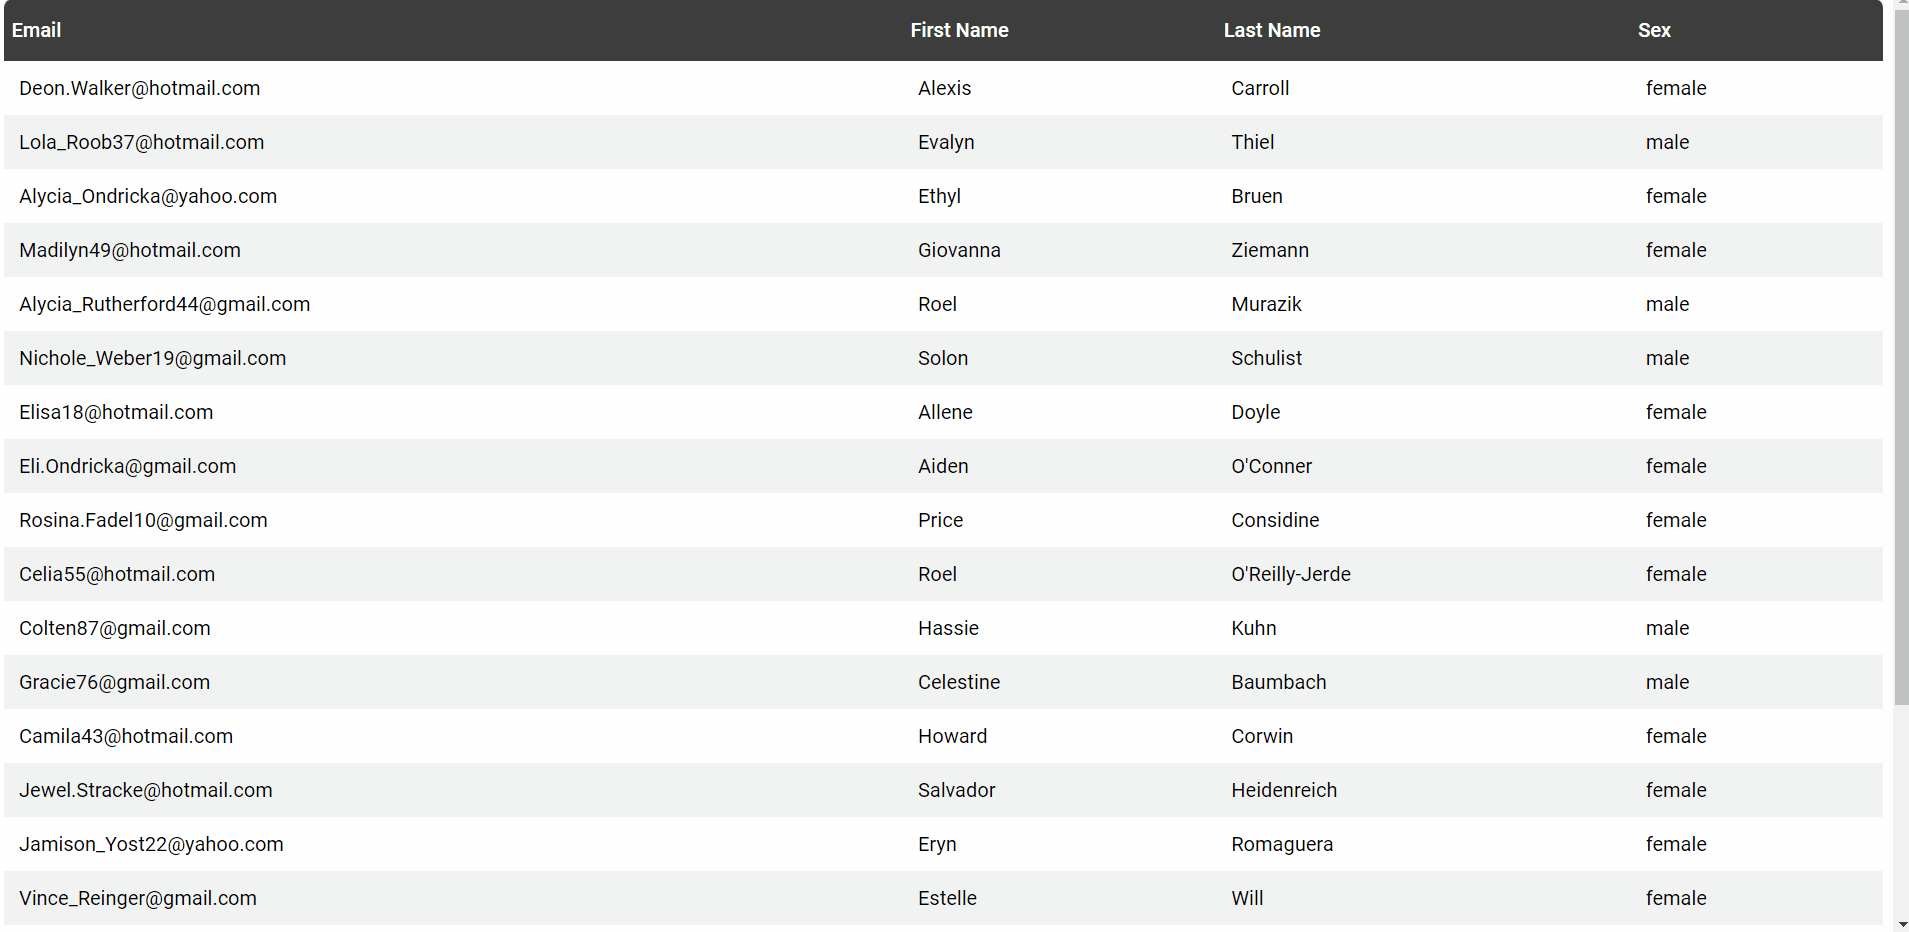 Email First Name Last Name Sex
Deon.Walker@hotmail.com Alexis Carroll female
Lola_Roob37@hotmail.com Evalyn Thiel male
Alycia_Ondricka@yahoo.com Ethyl Bruen female
Madilyn49@hotmail.com Giovanna Ziemann female
Alycia_Rutherford44@gmail.com Roel Murazik male
Nichole_Weber19@gmail.com Solon Schulist male
Elisa18@hotmail.com Allene Doyle female
Eli.Ondricka@gmail.com Aiden O'Conner female
Rosina.Fadel10@gmail.com Price Considine female
Celia55@hotmail.com Roel O'Reilly-Jerde female
Colten87@gmail.com Hassie Kuhn male
Gracie76@gmail.com Celestine Baumbach male
Camila43@hotmail.com Howard Corwin female
Jewel.Stracke@hotmail.com Salvador Heidenreich female
Jamison_Yost22@yahoo.com Eryn Romaguera female
Vince_Reinger@gmail.com Estelle Will female